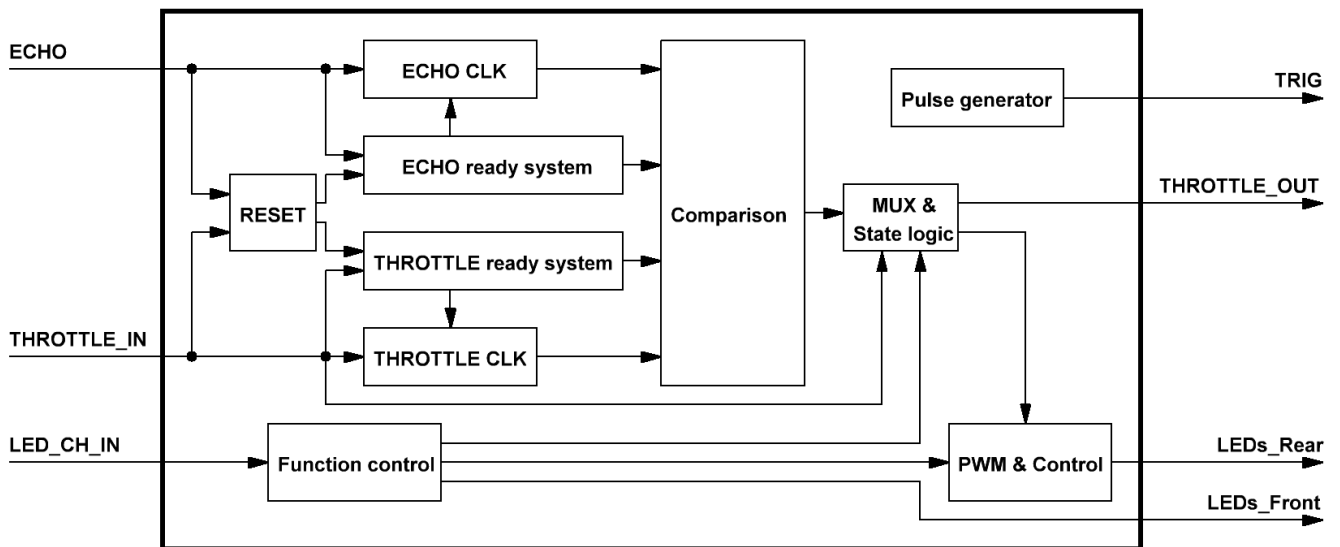 ECHO
ECHO CLK
Pulse generator
TRIG
ECHO ready system
RESET
Comparison
MUX &
State logic
THROTTLE_OUT
THROTTLE ready system
THROTTLE_IN
THROTTLE CLK
LED_CH_IN
Function control
PWM & Control
LEDs_Rear
LEDs_Front